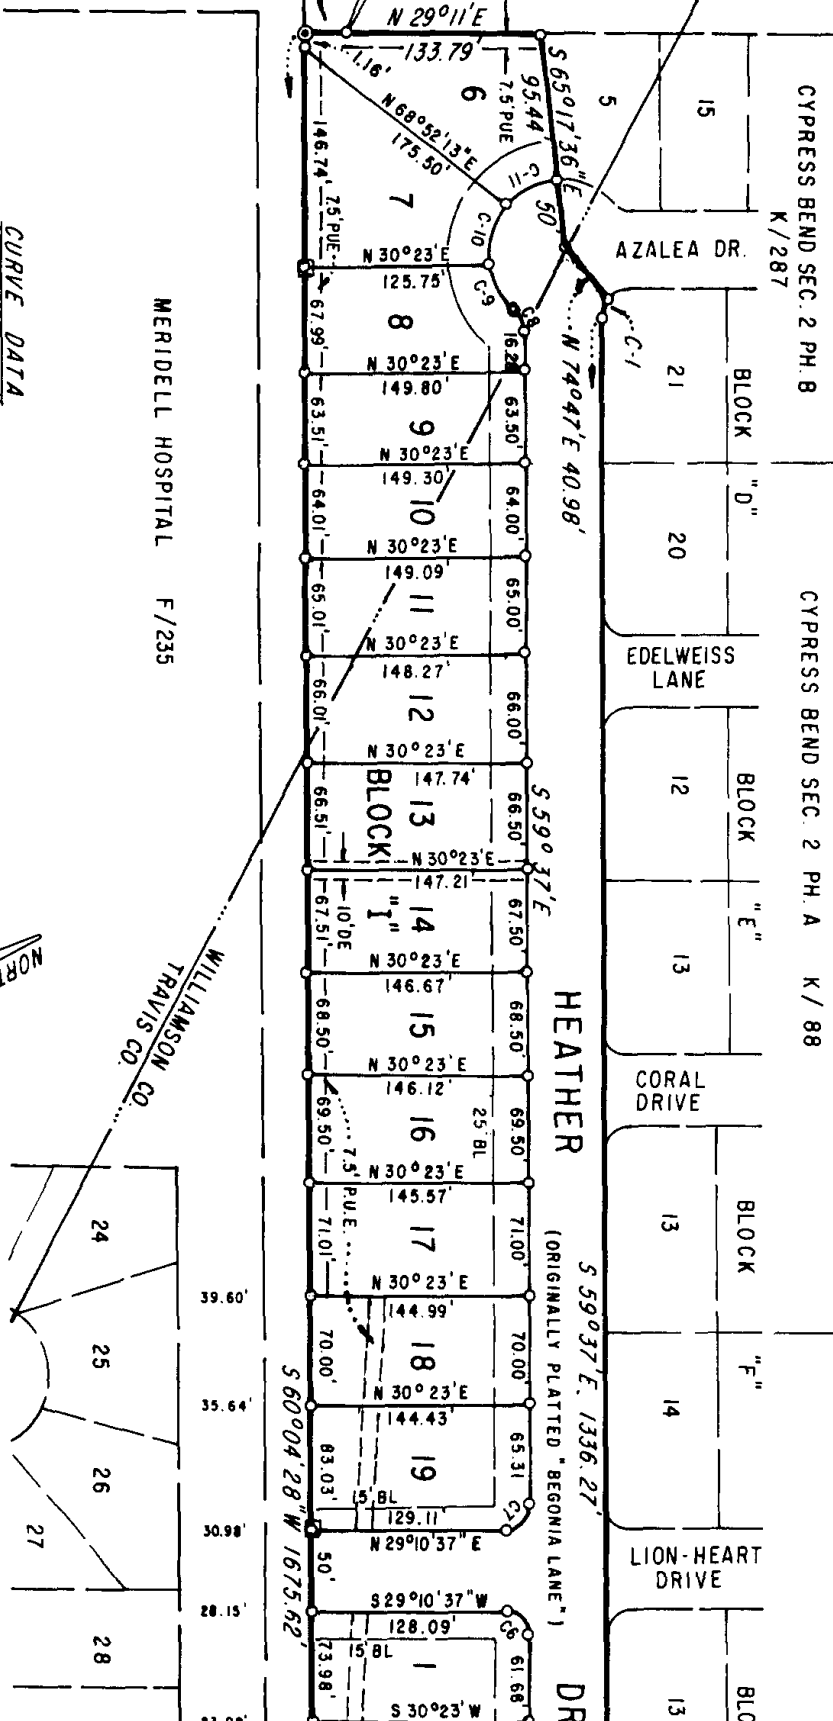 N 29°11'E
133.79'
1.16'
S 65°17'36"E
95.44'
50'
7.5' PUE
6
5
15
CYPRESS BEND SEC. 2 PH. B
K/287
N 68°52'13"E
175.50'
146.74'
7.5' PUE
7
C-11
C-10
C-9
C8
AZALEA DR.
C-1
N 30°23'E
125.75'
8
67.99'
N 74°47'E 40.98'
21
BLOCK
"D"
20
N 30°23'E
149.80'
9
63.51'
63.50'
N 30°23'E
149.30'
10
64.01'
64.00'
N 30°23'E
149.09'
11
65.01'
65.00'
EDELWEISS
LANE
N 30°23'E
148.27'
12
66.01'
66.00'
CYPRESS BEND SEC. 2 PH. A K/88
N 30°23'E
147.74'
13
66.51'
66.50'
S 59°37'E
12
BLOCK
"E"
13
BLOCK
"I"
N 30°23'E
147.21'
14
10' DE
67.51'
67.50'
N 30°23'E
146.67'
15
68.50'
68.50'
HEATHER
CORAL
DRIVE
N 30°23'E
146.12'
16
69.50'
69.50'
25' BL
7.5' P.U.E.
N 30°23'E
145.57'
17
71.01'
71.00'
(ORIGINALLY PLATTED "BEGONIA LANE")
S 59°37'E 1336.27'
13
BLOCK
"F"
14
N 30°23'E
144.99'
18
70.00'
70.00'
N 30°23'E
144.43'
19
83.03'
65.31
C7
15' BL
129.11'
N 29°10'37"E
50'
S 60°04'28"W 1675.62'
LION-HEART
DRIVE
S 29°10'37"W
128.09'
C6
15' BL
1
73.98'
61.68'
S 30°23'W
DR
13
BLO
CURVE DATA
MERIDELL HOSPITAL F/235
NORT
WILLIAMSON CO.
TRAVIS CO.
24
25
26
27
28
39.60'
35.64'
30.98'
28.15'